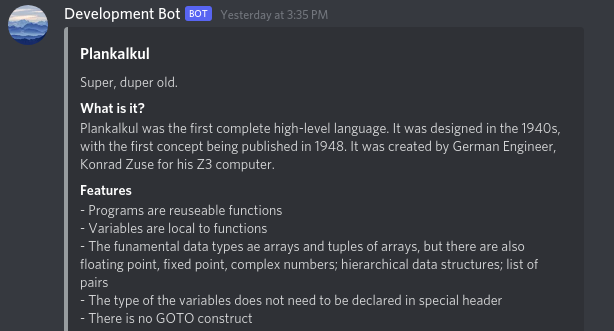 Development Bot BOT Yesterday at 3:35 PM
Plankalkul
Super, duper old.
What is it?
Plankalkul was the first complete high-level language. It was designed in the 1940s,
with the first concept being published in 1948. It was created by German Engineer,
Konrad Zuse for his Z3 computer.
Features
- Programs are reuseable functions
- Variables are local to functions
- The funamental data types ae arrays and tuples of arrays, but there are also
floating point, fixed point, complex numbers; hierarchical data structures; list of
pairs
- The type of the variables does not need to be declared in special header
- There is no GOTO construct